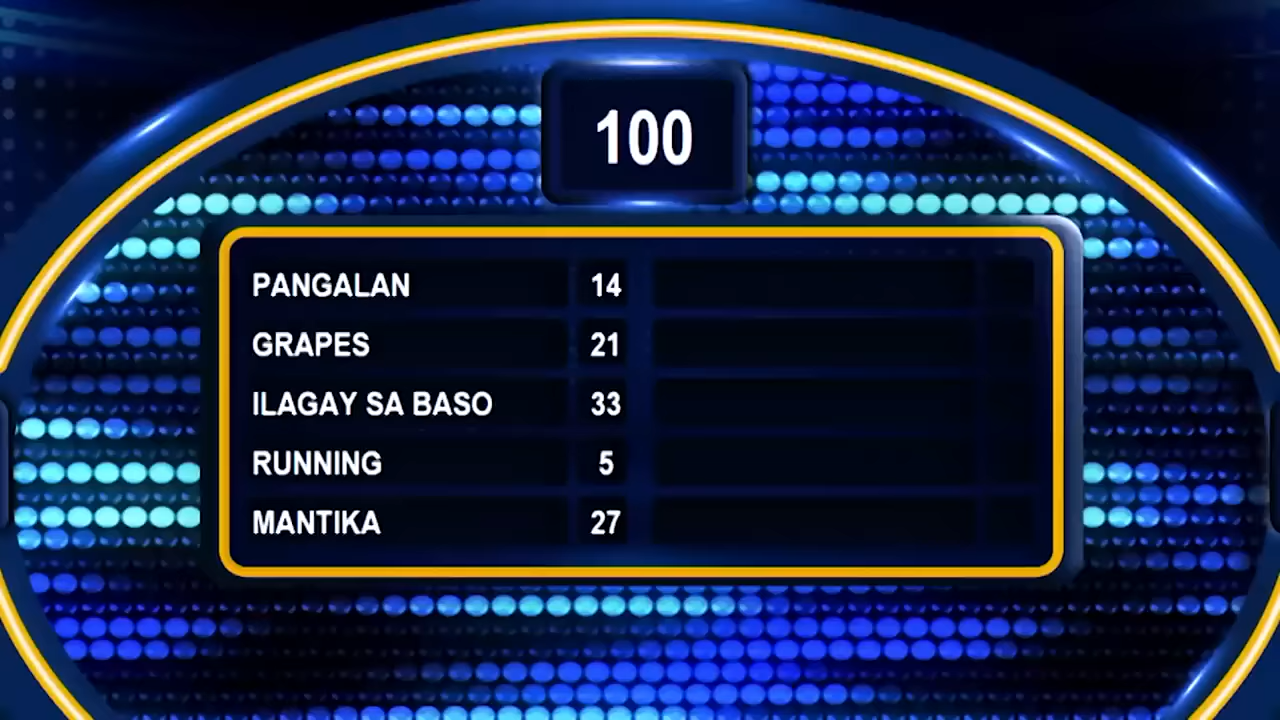 100
PANGALAN 14
GRAPES 21
ILAGAY SA BASO 33
RUNNING 5
MANTIKA 27